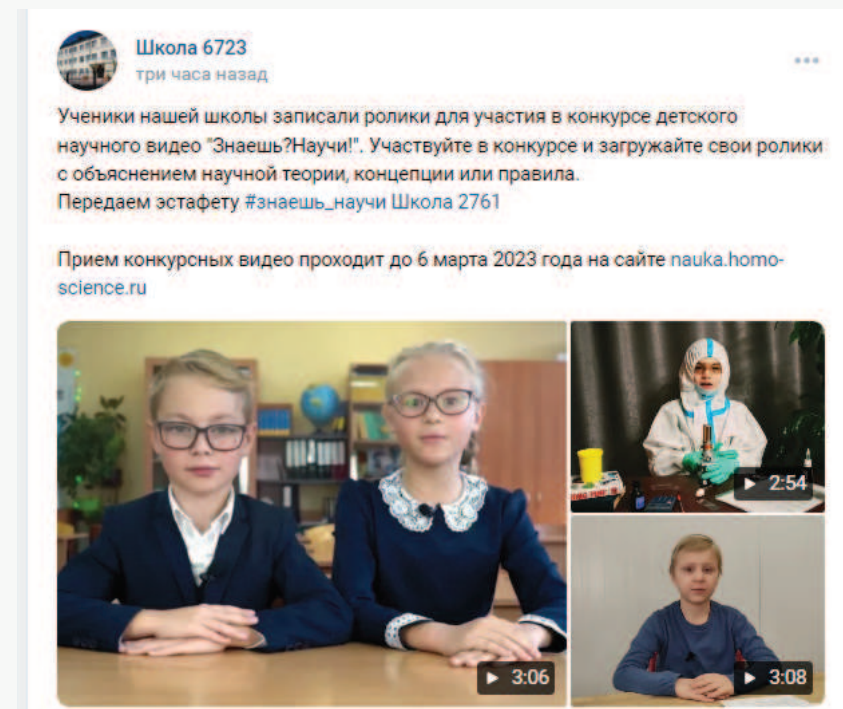 Школа 6723
три часа назад
Ученики нашей школы записали ролики для участия в конкурсе детского
научного видео "Знаешь?Научи!". Участвуйте в конкурсе и загружайте свои ролики
с объяснением научной теории, концепции или правила.
Передаем эстафету #знаешь_научи Школа 2761
Прием конкурсных видео проходит до 6 марта 2023 года на сайте nauka.homo-
science.ru
2:54
3:06
3:08